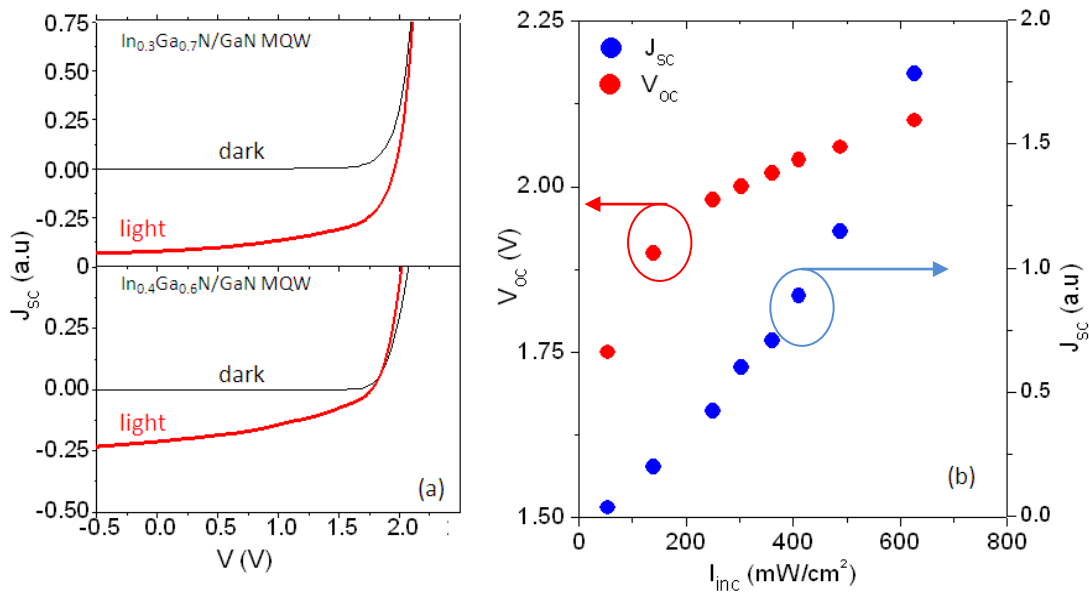 0.75
In0.3Ga0.7N/GaN MQW
0.50
0.25
dark
0.00
light
-0.25
0
In0.4Ga0.6N/GaN MQW
0.25
dark
0.00
light
-0.25
(a)
-0.50
-0.5 0.0 0.5 1.0 1.5 2.0
V (V)
Jsc (a.u)
2.25
2.00
1.75
1.50
Voc (V)
Jsc
Voc
(b)
2.0
1.5
1.0
0.5
0.0
Jsc (a.u)
0 200 400 600 800
Iinc (mW/cm²)